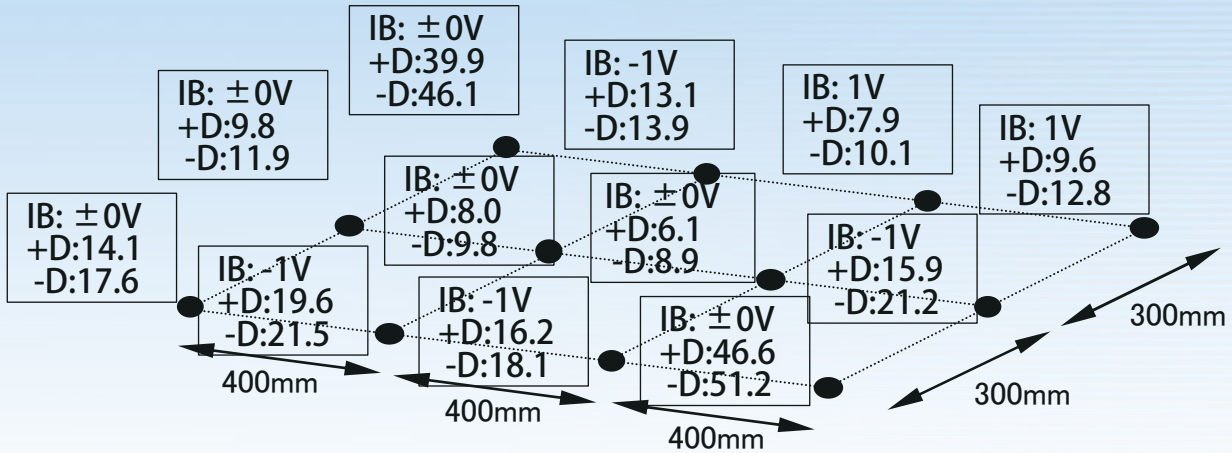 IB: ±0V
+D:39.9
-D:46.1
IB: -1V
+D:13.1
-D:13.9
IB: ±0V
+D:9.8
-D:11.9
IB: 1V
+D:7.9
-D:10.1
IB: 1V
+D:9.6
-D:12.8
IB: ±0V
+D:8.0
-D:9.8
IB: ±0V
+D:6.1
-D:8.9
IB: ±0V
+D:14.1
-D:17.6
IB: -1V
+D:15.9
-D:21.2
IB: -1V
+D:19.6
-D:21.5
IB: -1V
+D:16.2
-D:18.1
IB: ±0V
+D:46.6
-D:51.2
300mm
300mm
400mm
400mm
400mm